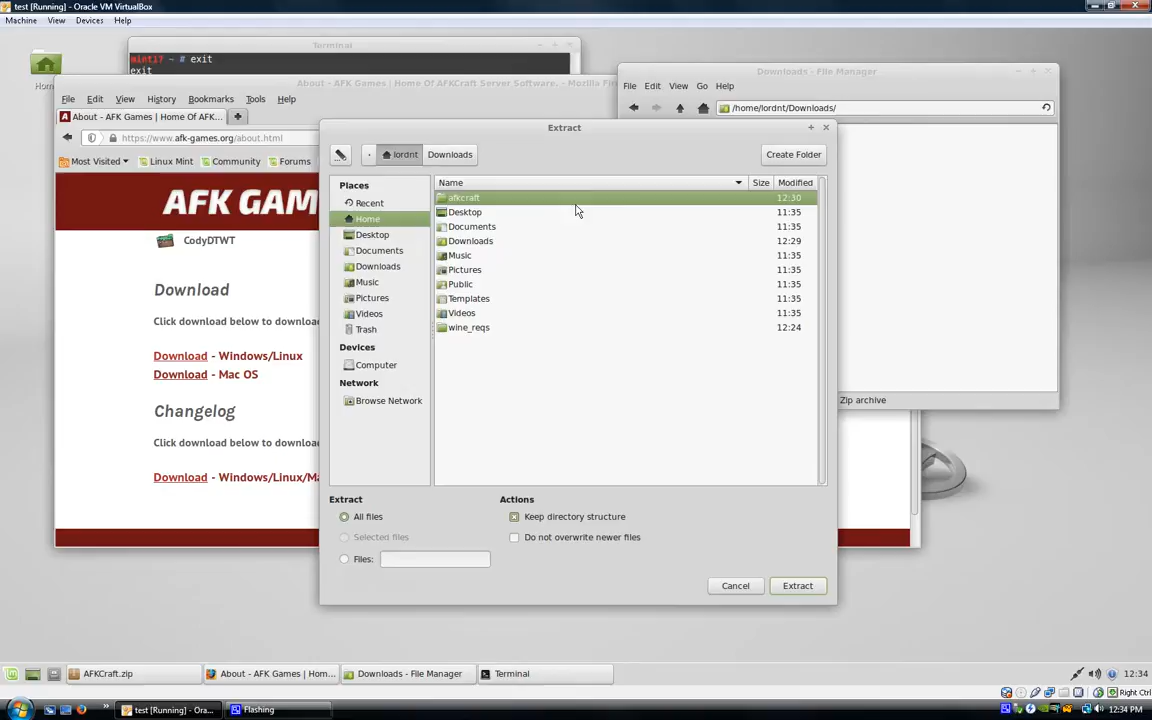 test [Running] - Oracle VM VirtualBox
Machine View Devices Help
Terminal
mint17 ~ # exit
exit
Home
About - AFK Games | Home Of AFKCraft Server Software. - Mozilla Fir
File Edit View History Bookmarks Tools Help
About - AFK Games | Home Of AFKC...
https://www.afk-games.org/about.html
Most Visited Linux Mint Community Forums
AFK GAM
CodyDTWT
Download
Click download below to downloa
Download - Windows/Linux
Download - Mac OS
Changelog
Click download below to downloa
Download - Windows/Linux/Ma
Downloads - File Manager
File Edit View Go Help
/home/lordnt/Downloads/
Zip archive
Extract
lordnt Downloads Create Folder
Places
Recent
Home
Desktop
Documents
Downloads
Music
Pictures
Videos
Trash
Devices
Computer
Network
Browse Network
Name Size Modified
afkcraft 12:30
Desktop 11:35
Documents 11:35
Downloads 12:29
Music 11:35
Pictures 11:35
Public 11:35
Templates 11:35
Videos 11:35
wine_reqs 12:24
Extract
All files
Selected files
Files:
Actions
Keep directory structure
Do not overwrite newer files
Cancel Extract
AFKCraft.zip About - AFK Games | Hom... Downloads - File Manager Terminal 12:34
Right Ctrl
test [Running] - Ora... Flashing 12:34 PM